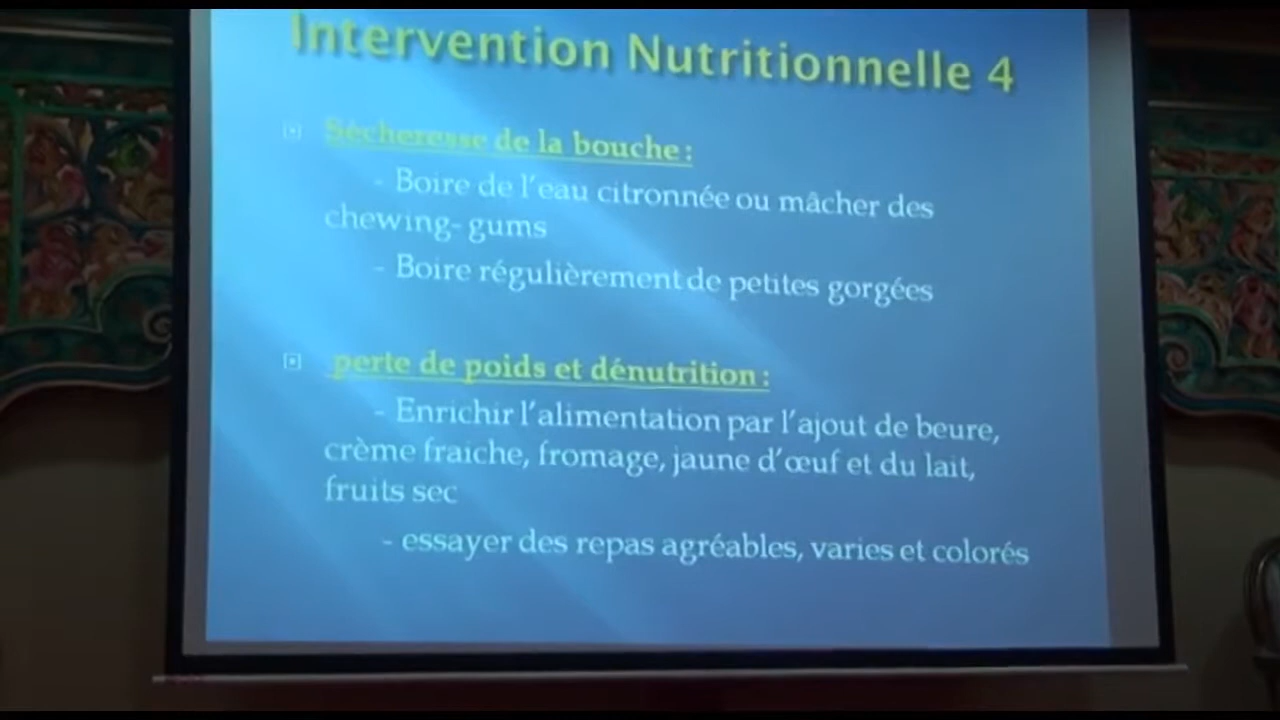 Intervention Nutritionnelle 4
Sécheresse de la bouche :
- Boire de l'eau citronnée ou mâcher des
chewing- gums
- Boire régulièrement de petites gorgées
perte de poids et dénutrition :
- Enrichir l'alimentation par l'ajout de beure,
crème fraiche, fromage, jaune d'œuf et du lait,
fruits sec
- essayer des repas agréables, varies et colorés